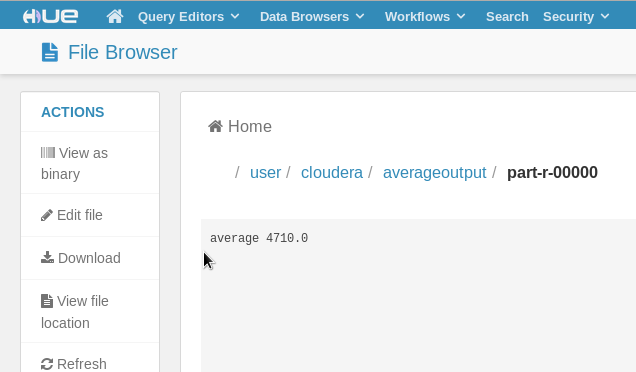 HUE Query Editors Data Browsers Workflows Search Security
File Browser
ACTIONS
View as
binary
Edit file
Download
View file
location
Refresh
Home
/ user / cloudera / averageoutput / part-r-00000
average 4710.0